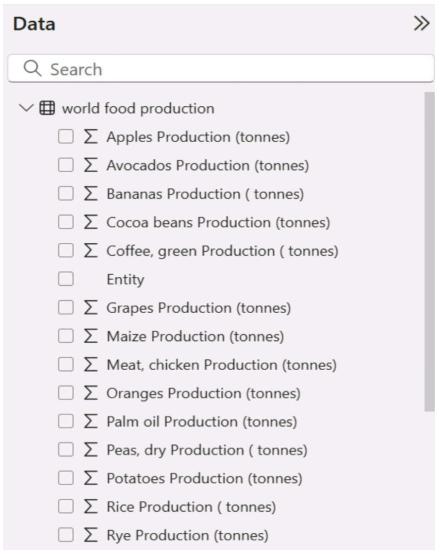 Data
Search
world food production
Apples Production (tonnes)
Avocados Production (tonnes)
Bananas Production ( tonnes)
Cocoa beans Production (tonnes)
Coffee, green Production ( tonnes)
Entity
Grapes Production (tonnes)
Maize Production (tonnes)
Meat, chicken Production (tonnes)
Oranges Production (tonnes)
Palm oil Production (tonnes)
Peas, dry Production ( tonnes)
Potatoes Production (tonnes)
Rice Production ( tonnes)
Rye Production (tonnes)